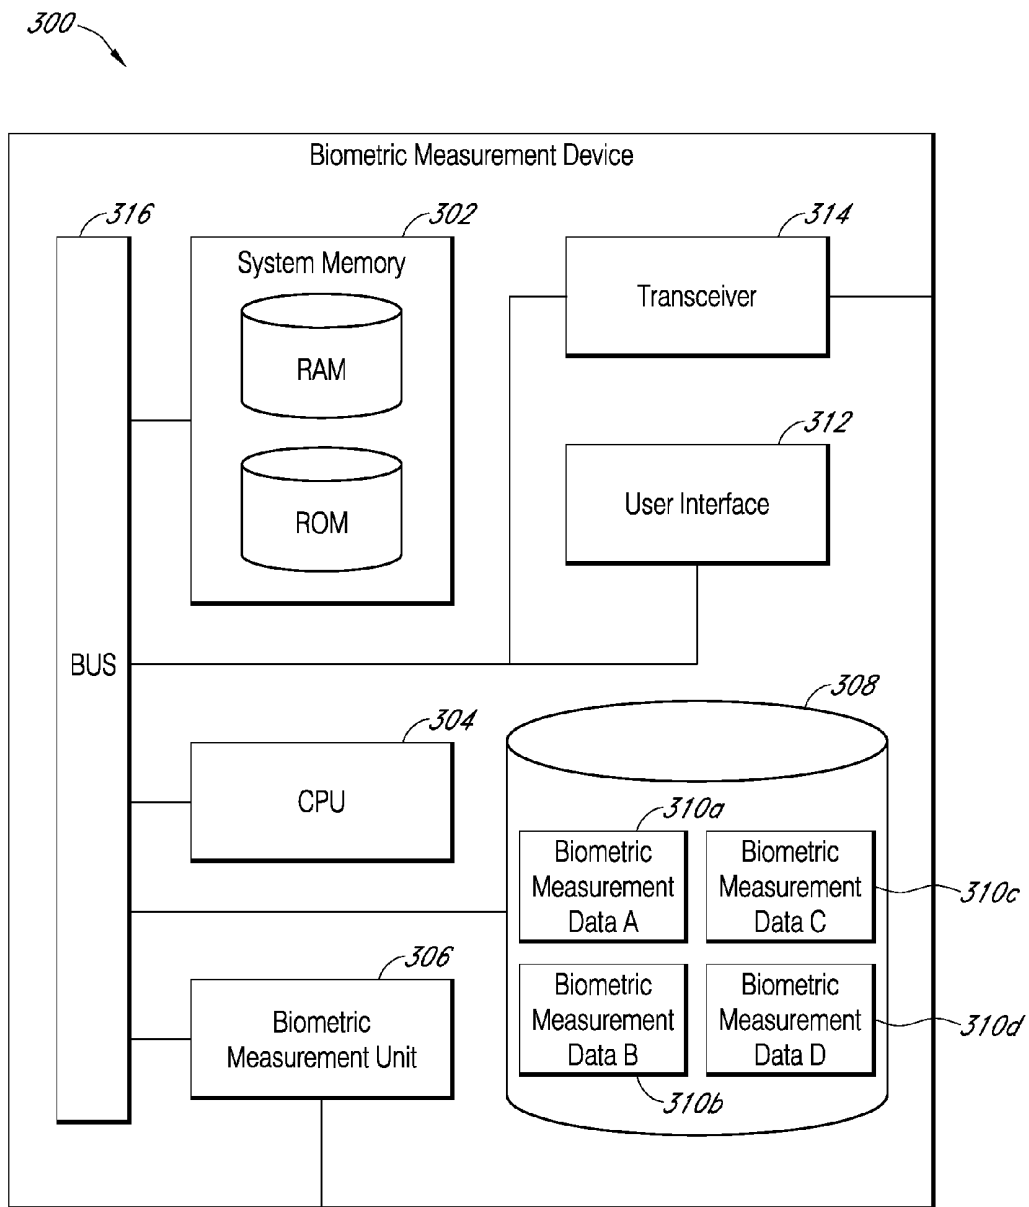 300
Biometric Measurement Device
316
302
314
System Memory
RAM
ROM
Transceiver
312
User Interface
BUS
308
304
CPU
310a
Biometric
Measurement
Data A
Biometric
Measurement
Data C
310c
306
Biometric
Measurement Unit
Biometric
Measurement
Data B
310b
Biometric
Measurement
Data D
310d